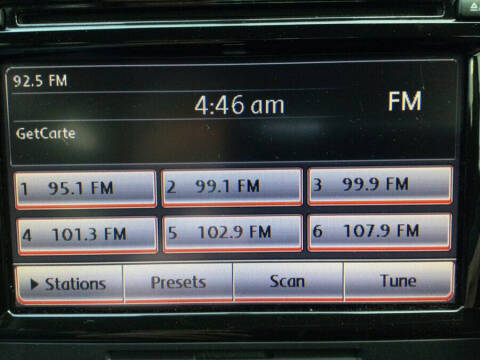 92.5 FM
4:46 am FM
GetCarte
1 95.1 FM 2 99.1 FM 3 99.9 FM
4 101.3 FM 5 102.9 FM 6 107.9 FM
Stations Presets Scan Tune